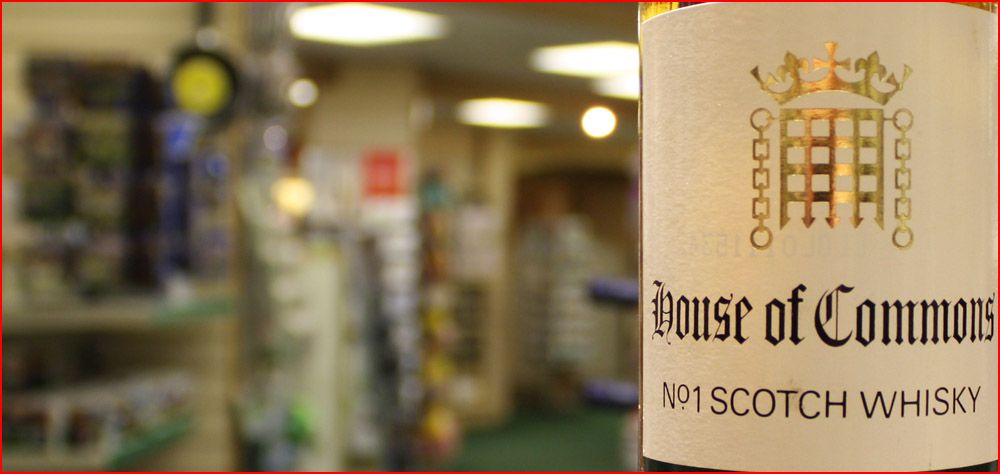 House of Commons
Nº1 SCOTCH WHISKY